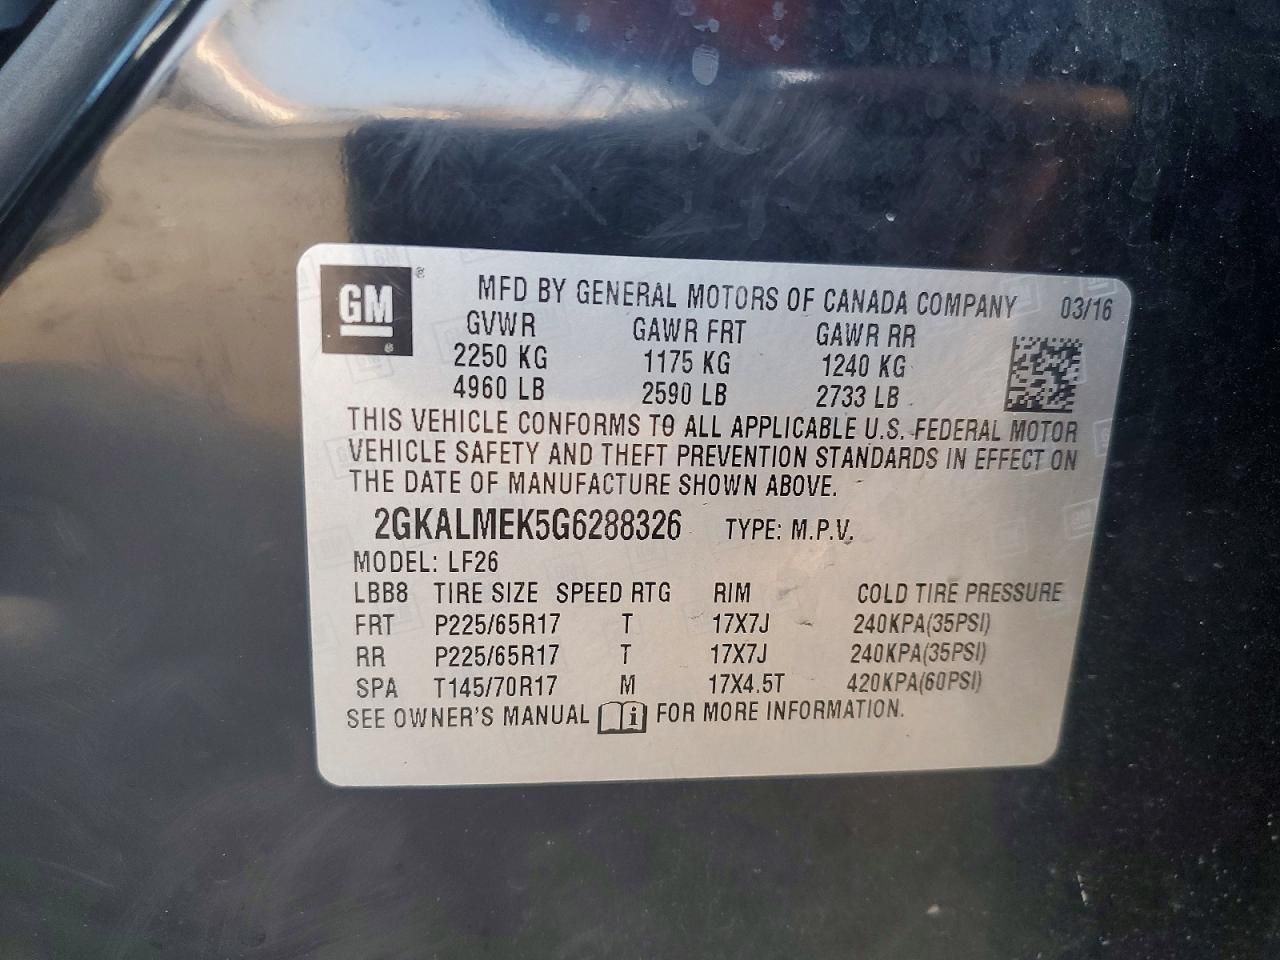 GM ®
MFD BY GENERAL MOTORS OF CANADA COMPANY 03/16
GVWR GAWR FRT GAWR RR
2250 KG 1175 KG 1240 KG
4960 LB 2590 LB 2733 LB
THIS VEHICLE CONFORMS TO ALL APPLICABLE U.S. FEDERAL MOTOR
VEHICLE SAFETY AND THEFT PREVENTION STANDARDS IN EFFECT ON
THE DATE OF MANUFACTURE SHOWN ABOVE.
2GKALMEK5G6288326 TYPE: M.P.V.
MODEL: LF26
LBB8 TIRE SIZE SPEED RTG RIM COLD TIRE PRESSURE
FRT P225/65R17 T 17X7J 240KPA(35PSI)
RR P225/65R17 T 17X7J 240KPA(35PSI)
SPA T145/70R17 M 17X4.5T 420KPA(60PSI)
SEE OWNER'S MANUAL i FOR MORE INFORMATION.